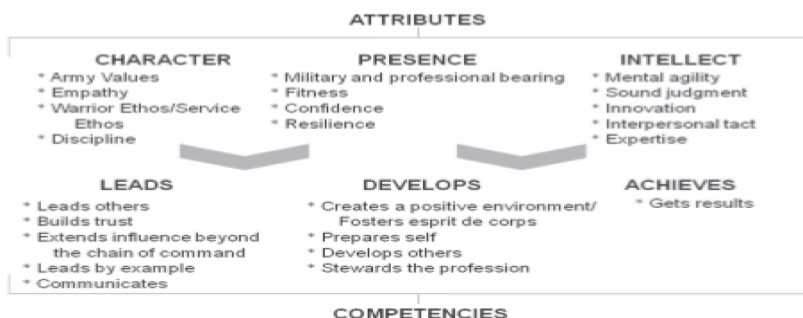 ATTRIBUTES
CHARACTER
* Army Values
* Empathy
* Warrior Ethos/Service
Ethos
* Discipline
PRESENCE
* Military and professional bearing
* Fitness
* Confidence
* Resilience
INTELLECT
* Mental agility
* Sound judgment
* Innovation
* Interpersonal tact
* Expertise
LEADS
* Leads others
* Builds trust
* Extends influence beyond
the chain of command
* Leads by example
* Communicates
DEVELOPS
* Creates a positive environment/
Fosters esprit de corps
* Prepares self
* Develops others
* Stewards the profession
ACHIEVES
* Gets results
COMPETENCIES